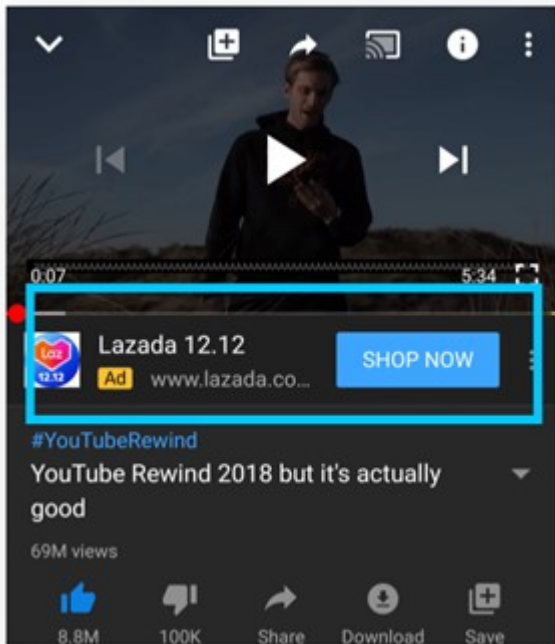 0:07 5:34
Lazada 12.12
SHOP NOW
Laz
12.12
Ad www.lazada.co...
#YouTubeRewind
YouTube Rewind 2018 but it's actually
good
69M views
8.8M 100K Share Download Save